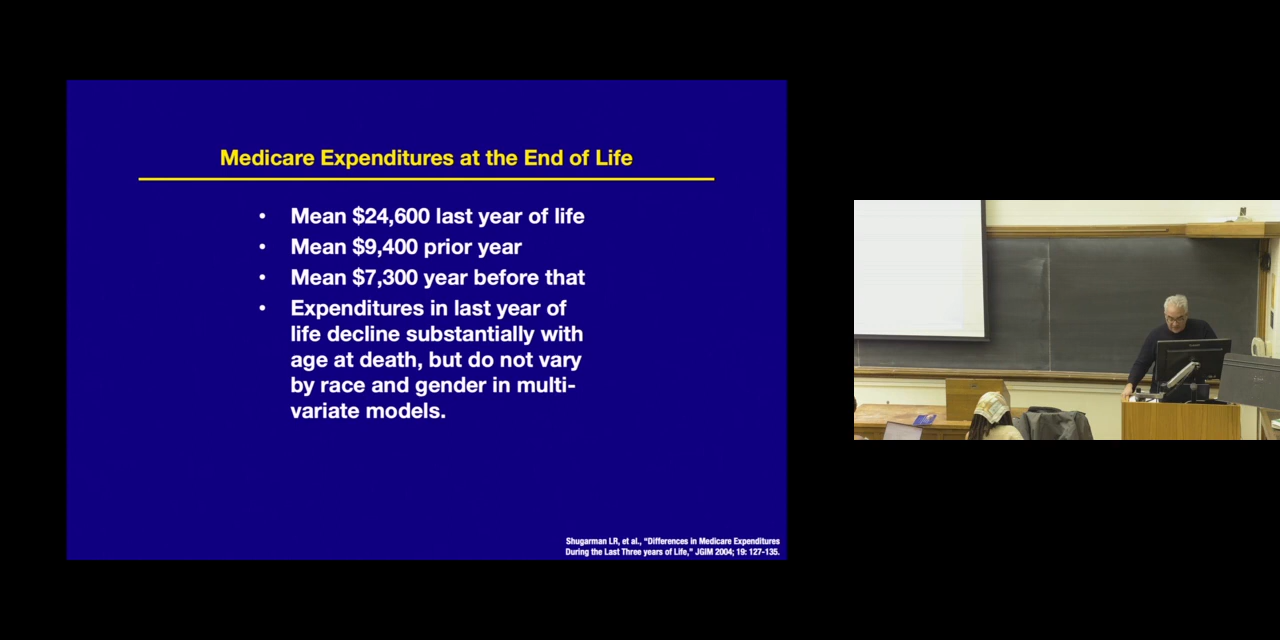 Medicare Expenditures at the End of Life
• Mean $24,600 last year of life
• Mean $9,400 prior year
• Mean $7,300 year before that
• Expenditures in last year of
life decline substantially with
age at death, but do not vary
by race and gender in multi-
variate models.
Shugarman LR, et al., "Differences in Medicare Expenditures
During the Last Three years of Life," JGIM 2004; 19: 127-135.